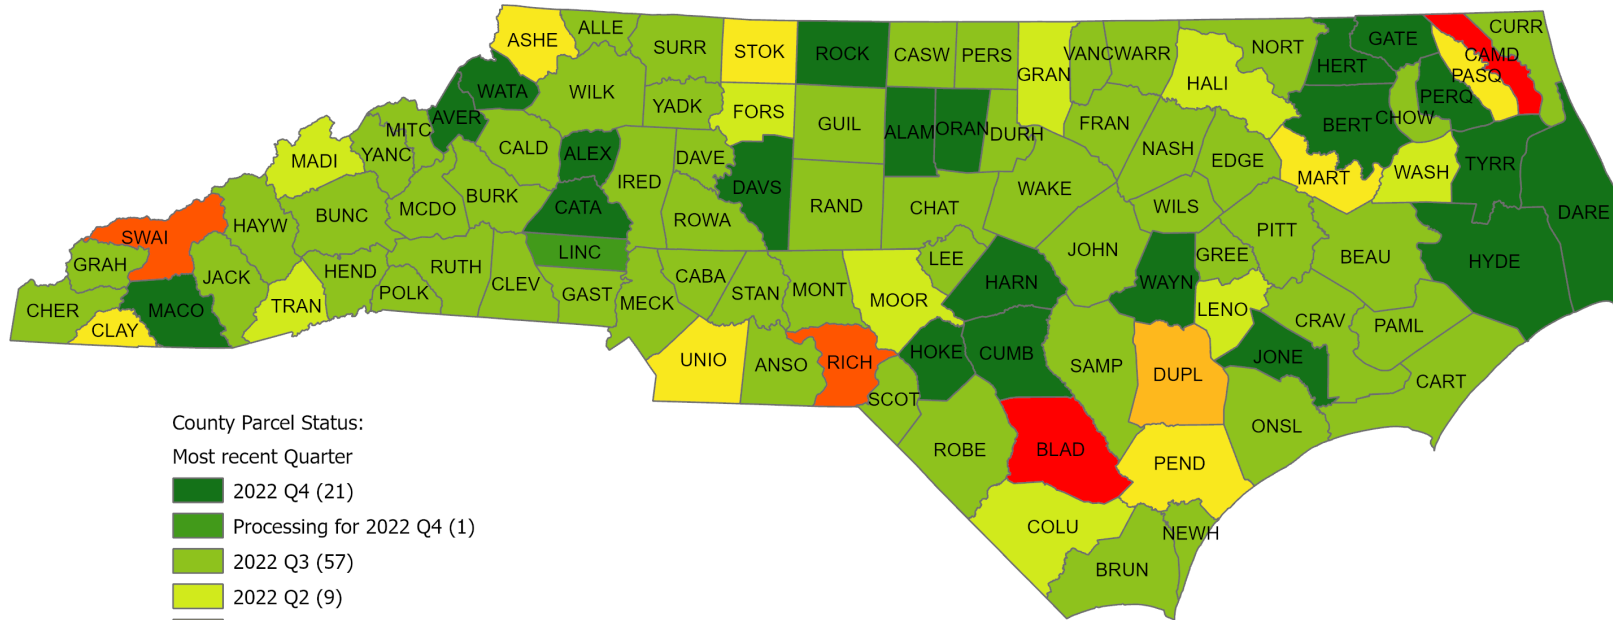 ASHE
ALLE
SURR
STOK
ROCK
CASW
PERS
GRAN
VANC
WARR
HALI
NORT
HERT
GATE
CAMD
CURR
PASQ
PERQ
CHOW
BERT
WATA
AVER
MITC
YANC
MADI
WILK
YADK
FORS
GUIL
ALAM
ORAN
DURH
FRAN
NASH
EDGE
MART
WASH
TYRR
DARE
CALD
ALEX
IRED
DAVE
DAVS
RAND
CHAT
WAKE
WILS
PITT
BEAU
HYDE
SWAI
HAYW
BUNC
MCDO
BURK
CATA
ROWA
LINC
LEE
JOHN
GREE
GRAH
JACK
HEND
RUTH
CLEV
GAST
MECK
CABA
STAN
MONT
MOOR
HARN
WAYN
LENO
CRAV
PAML
CHER
CLAY
MACO
TRAN
POLK
UNIO
ANSO
RICH
HOKE
CUMB
SAMP
DUPL
JONE
CART
SCOT
ROBE
BLAD
PEND
ONSL
COLU
NEWH
BRUN
County Parcel Status:
Most recent Quarter
2022 Q4 (21)
Processing for 2022 Q4 (1)
2022 Q3 (57)
2022 Q2 (9)